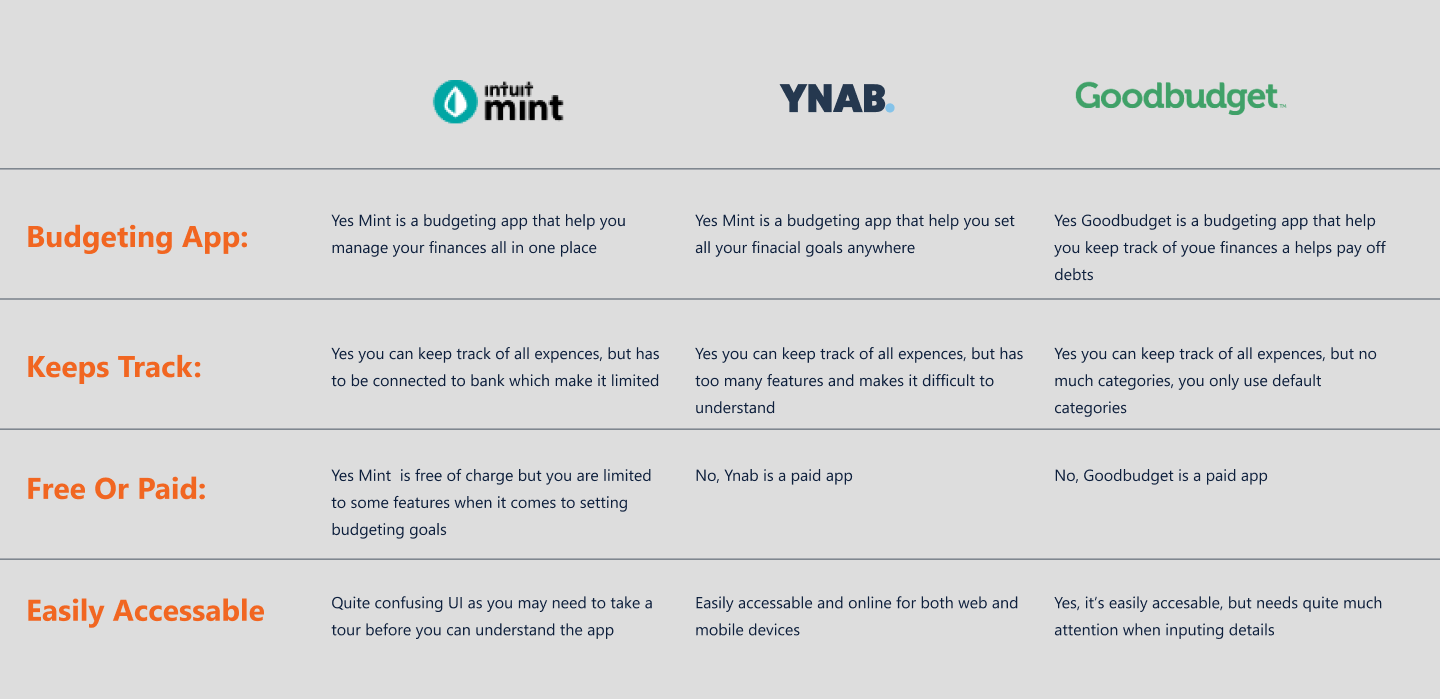 intuit
mint
YNAB.
Goodbudget™
Budgeting App:
Yes Mint is a budgeting app that help you
manage your finances all in one place
Yes Mint is a budgeting app that help you set
all your finacial goals anywhere
Yes Goodbudget is a budgeting app that help
you keep track of youe finances a helps pay off
debts
Keeps Track:
Yes you can keep track of all expences, but has
to be connected to bank which make it limited
Yes you can keep track of all expences, but has
too many features and makes it difficult to
understand
Yes you can keep track of all expences, but no
much categories, you only use default
categories
Free Or Paid:
Yes Mint  is free of charge but you are limited
to some features when it comes to setting
budgeting goals
No, Ynab is a paid app
No, Goodbudget is a paid app
Easily Accessable
Quite confusing UI as you may need to take a
tour before you can understand the app
Easily accessable and online for both web and
mobile devices
Yes, it’s easily accesable, but needs quite much
attention when inputing details